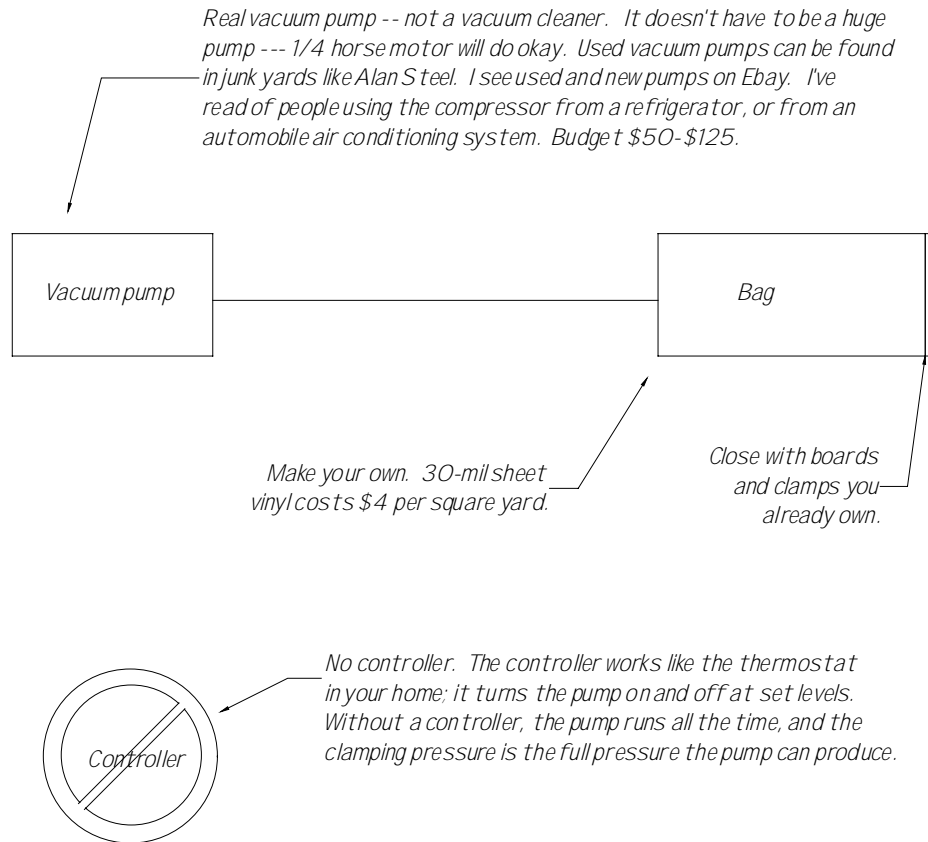 Real vacuum pump -- not a vacuum cleaner. It doesn't have to be a huge
pump --- 1/4 horse motor will do okay. Used vacuum pumps can be found
in junk yards like Alan Steel. I see used and new pumps on Ebay. I've
read of people using the compressor from a refrigerator, or from an
automobile air conditioning system. Budget $50-$125.
Vacuum pump
Bag
Make your own. 30-mil sheet
vinyl costs $4 per square yard.
Close with boards
and clamps you
already own.
No controller. The controller works like the thermostat
in your home; it turns the pump on and off at set levels.
Without a controller, the pump runs all the time, and the
clamping pressure is the full pressure the pump can produce.
Controller